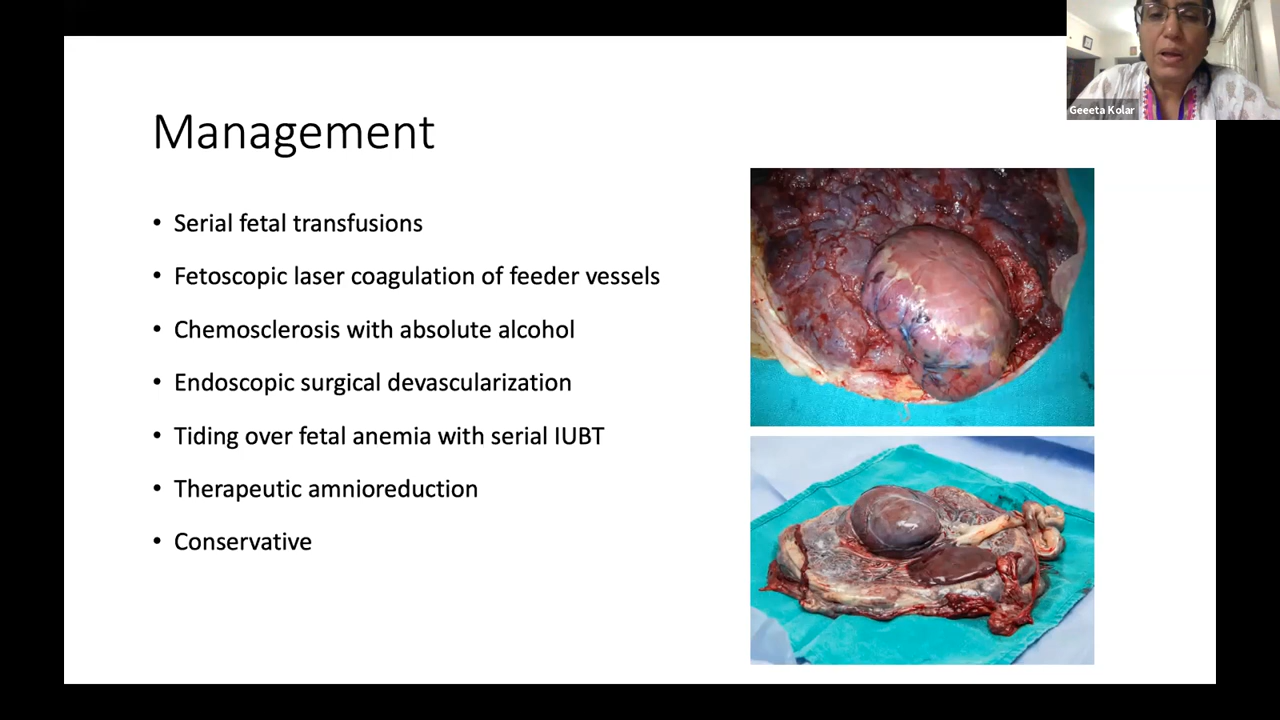 Geeeta Kolar
Management
• Serial fetal transfusions
• Fetoscopic laser coagulation of feeder vessels
• Chemosclerosis with absolute alcohol
• Endoscopic surgical devascularization
• Tiding over fetal anemia with serial IUBT
• Therapeutic amnioreduction
• Conservative